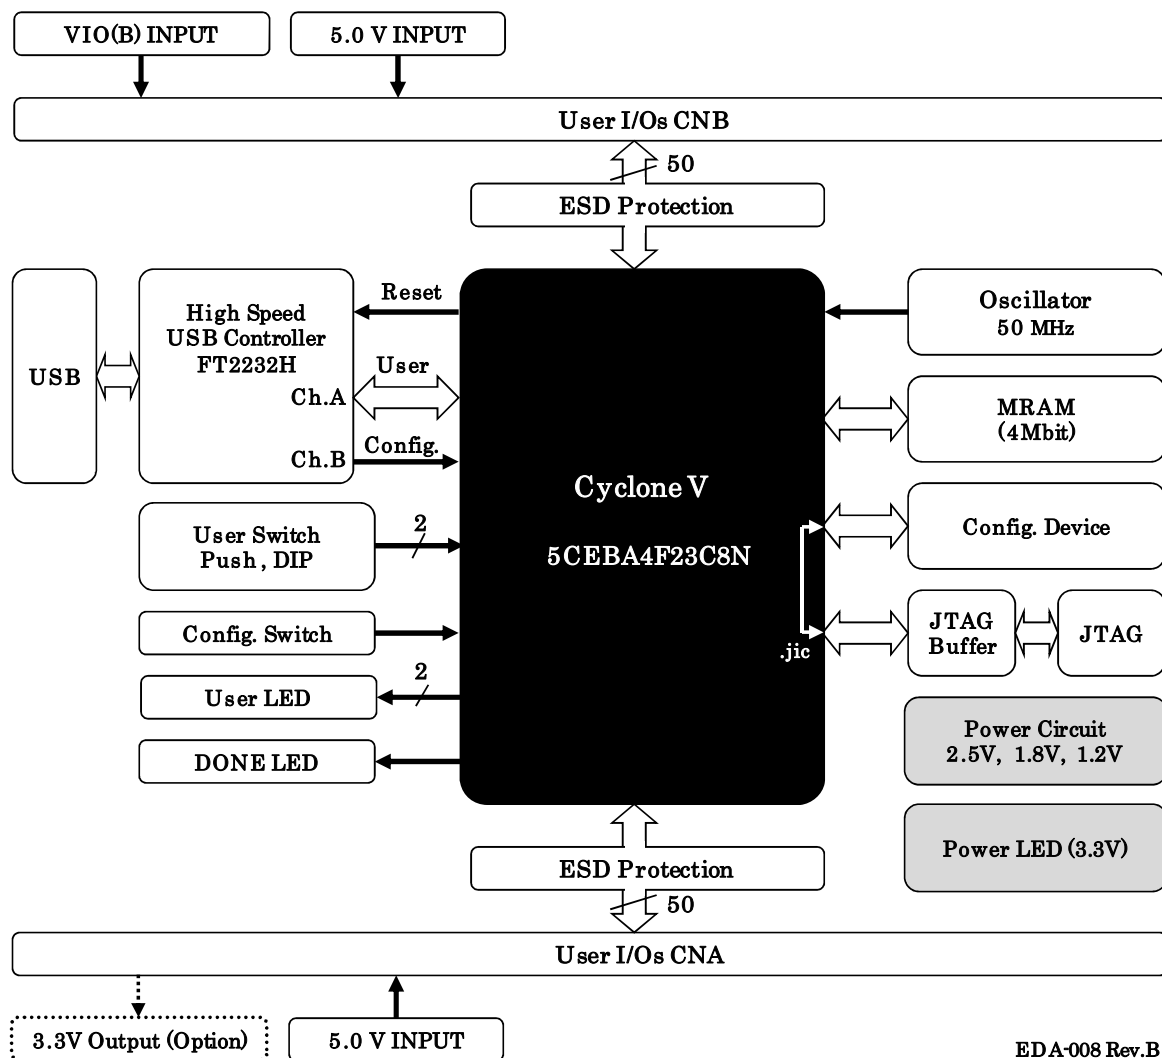 VIO(B) INPUT
5.0 V INPUT
User I/Os CNB
50
ESD Protection
USB
High Speed
USB Controller
FT2232H
Ch.A
Ch.B
Reset
User
Config.
User Switch
Push, DIP
2
Config. Switch
User LED
2
DONE LED
Cyclone V
5CEBA4F23C8N
.jic
Oscillator
50 MHz
MRAM
(4Mbit)
Config. Device
JTAG
Buffer
JTAG
Power Circuit
2.5V, 1.8V, 1.2V
Power LED (3.3V)
ESD Protection
50
User I/Os CNA
3.3V Output (Option)
5.0 V INPUT
EDA-008 Rev.B